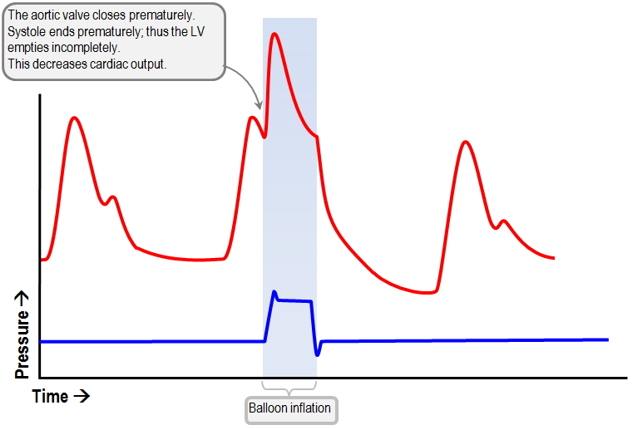 The aortic valve closes prematurely.
Systole ends prematurely; thus the LV
empties incompletely.
This decreases cardiac output.
Pressure →
Time →
Balloon inflation